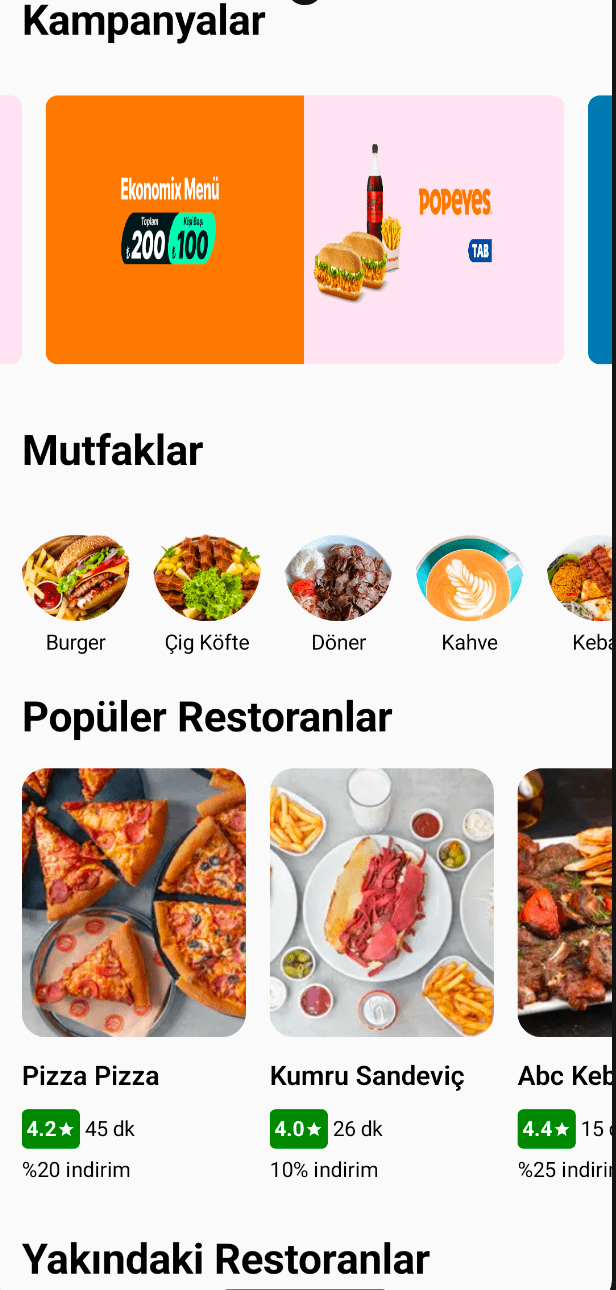 Kampanyalar
Ekonomix Menü
Toplam
₺200
Kişi Başı
₺100
POPEYES
TAB
Mutfaklar
Burger
Çig Köfte
Döner
Kahve
Keba
Popüler Restoranlar
Pizza Pizza
Kumru Sandeviç
Abc Keb
4.2★ 45 dk
4.0★ 26 dk
4.4★ 15
%20 indirim
10% indirim
%25 indiri
Yakındaki Restoranlar